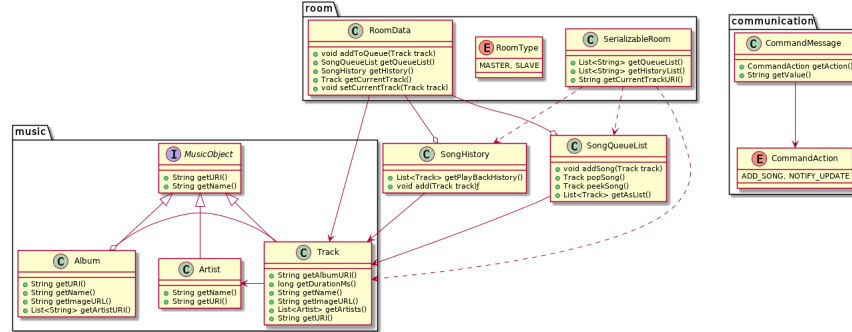 room
C RoomData
void addToQueue(Track track)
SongQueueList getQueueList()
SongHistory getHistory()
Track getCurrentTrack()
void setCurrentTrack(Track track)
E RoomType
MASTER, SLAVE
C SerializableRoom
List<String> getQueueList()
List<String> getHistoryList()
String getCurrentTrackURI()
communication
C CommandMessage
CommandAction getAction()
String getValue()
E CommandAction
ADD_SONG, NOTIFY_UPDATE
music
I MusicObject
String getURI()
String getName()
C SongHistory
List<Track> getPlayBackHistory()
void add(Track track)ƒ
C SongQueueList
void addSong(Track track)
Track popSong()
Track peekSong()
List<Track> getAsList()
C Album
String getURI()
String getName()
String getImageURL()
List<String> getArtistURI()
C Artist
String getName()
String getURI()
C Track
String getAlbumURI()
long getDurationMs()
String getName()
String getImageURL()
List<Artist> getArtists()
String getURI()